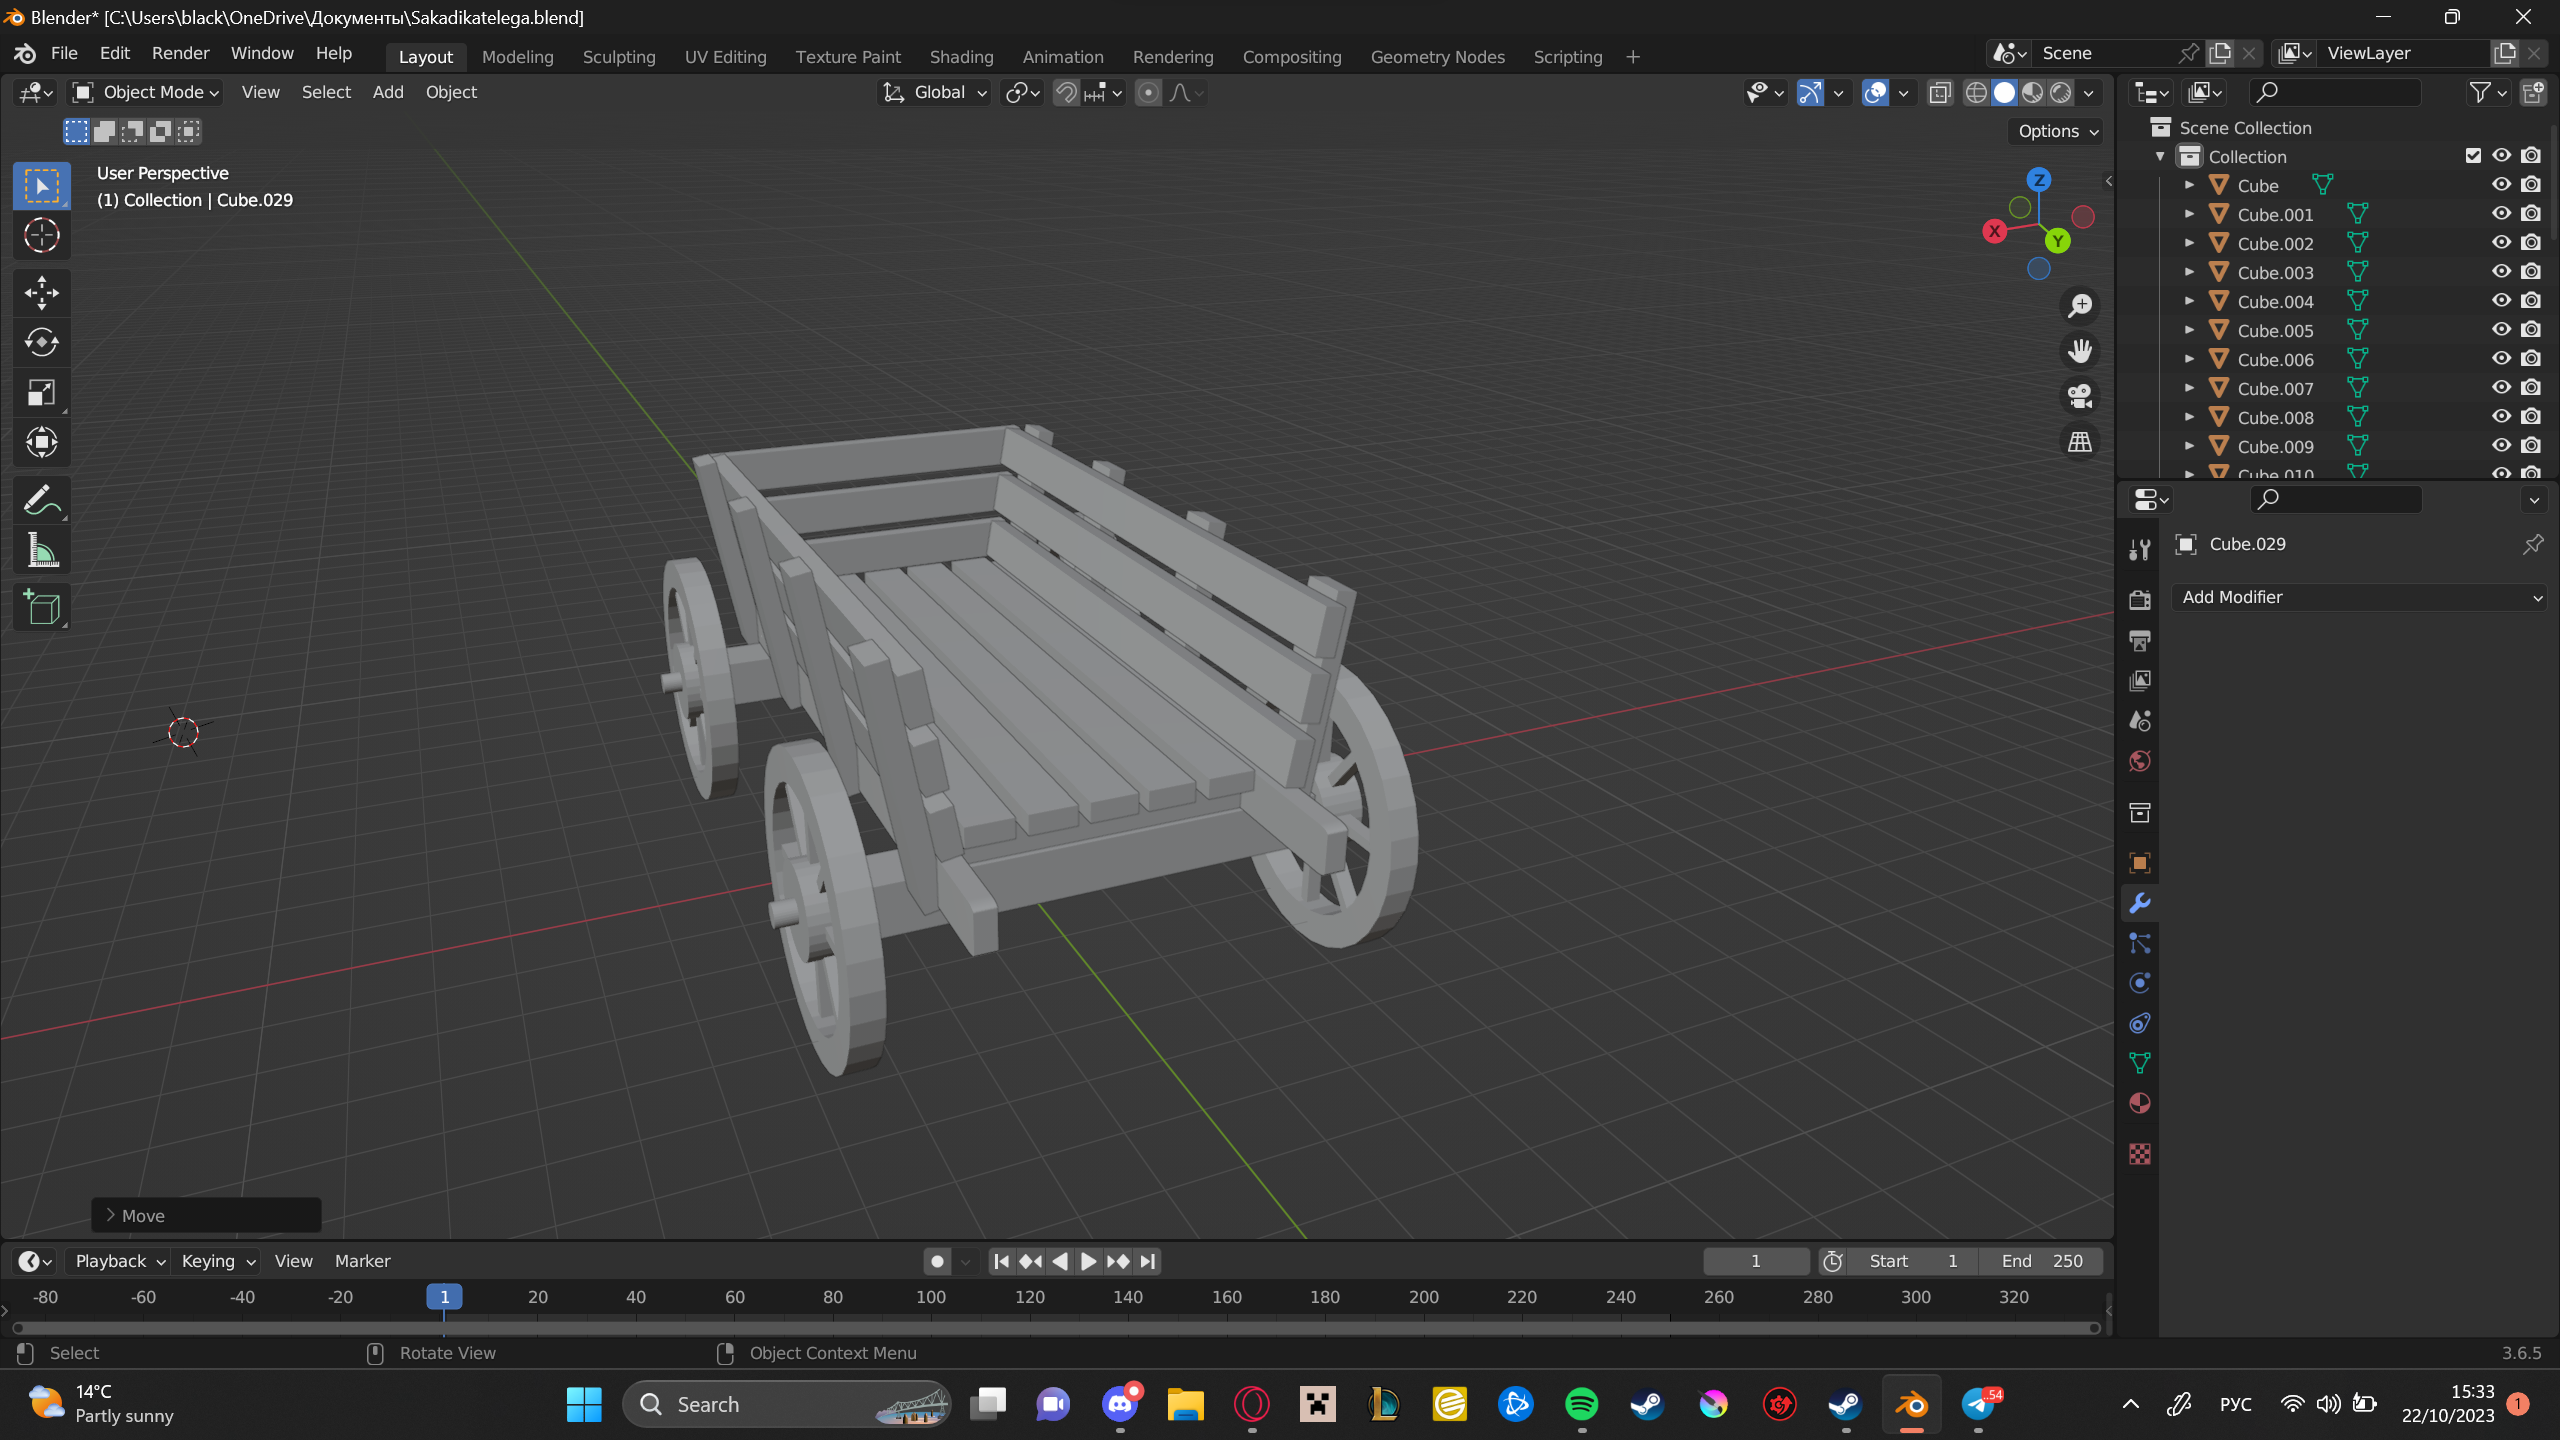 Blender* [C:\Users\black\OneDrive\Документы\Sakadikatelega.blend]
File Edit Render Window Help
Layout Modeling Sculpting UV Editing Texture Paint Shading Animation Rendering Compositing Geometry Nodes Scripting +
Scene
ViewLayer
Object Mode View Select Add Object
Global
Options
User Perspective
(1) Collection | Cube.029
Z
X
Y
Scene Collection
Collection
Cube
Cube.001
Cube.002
Cube.003
Cube.004
Cube.005
Cube.006
Cube.007
Cube.008
Cube.009
Cube.010
Cube.029
Add Modifier
Move
Playback Keying View Marker
1
Start 1
End 250
-80 -60 -40 -20 1 20 40 60 80 100 120 140 160 180 200 220 240 260 280 300 320
Select
Rotate View
Object Context Menu
3.6.5
14°C
Partly sunny
Search
..54
РУС
15:33
22/10/2023
1